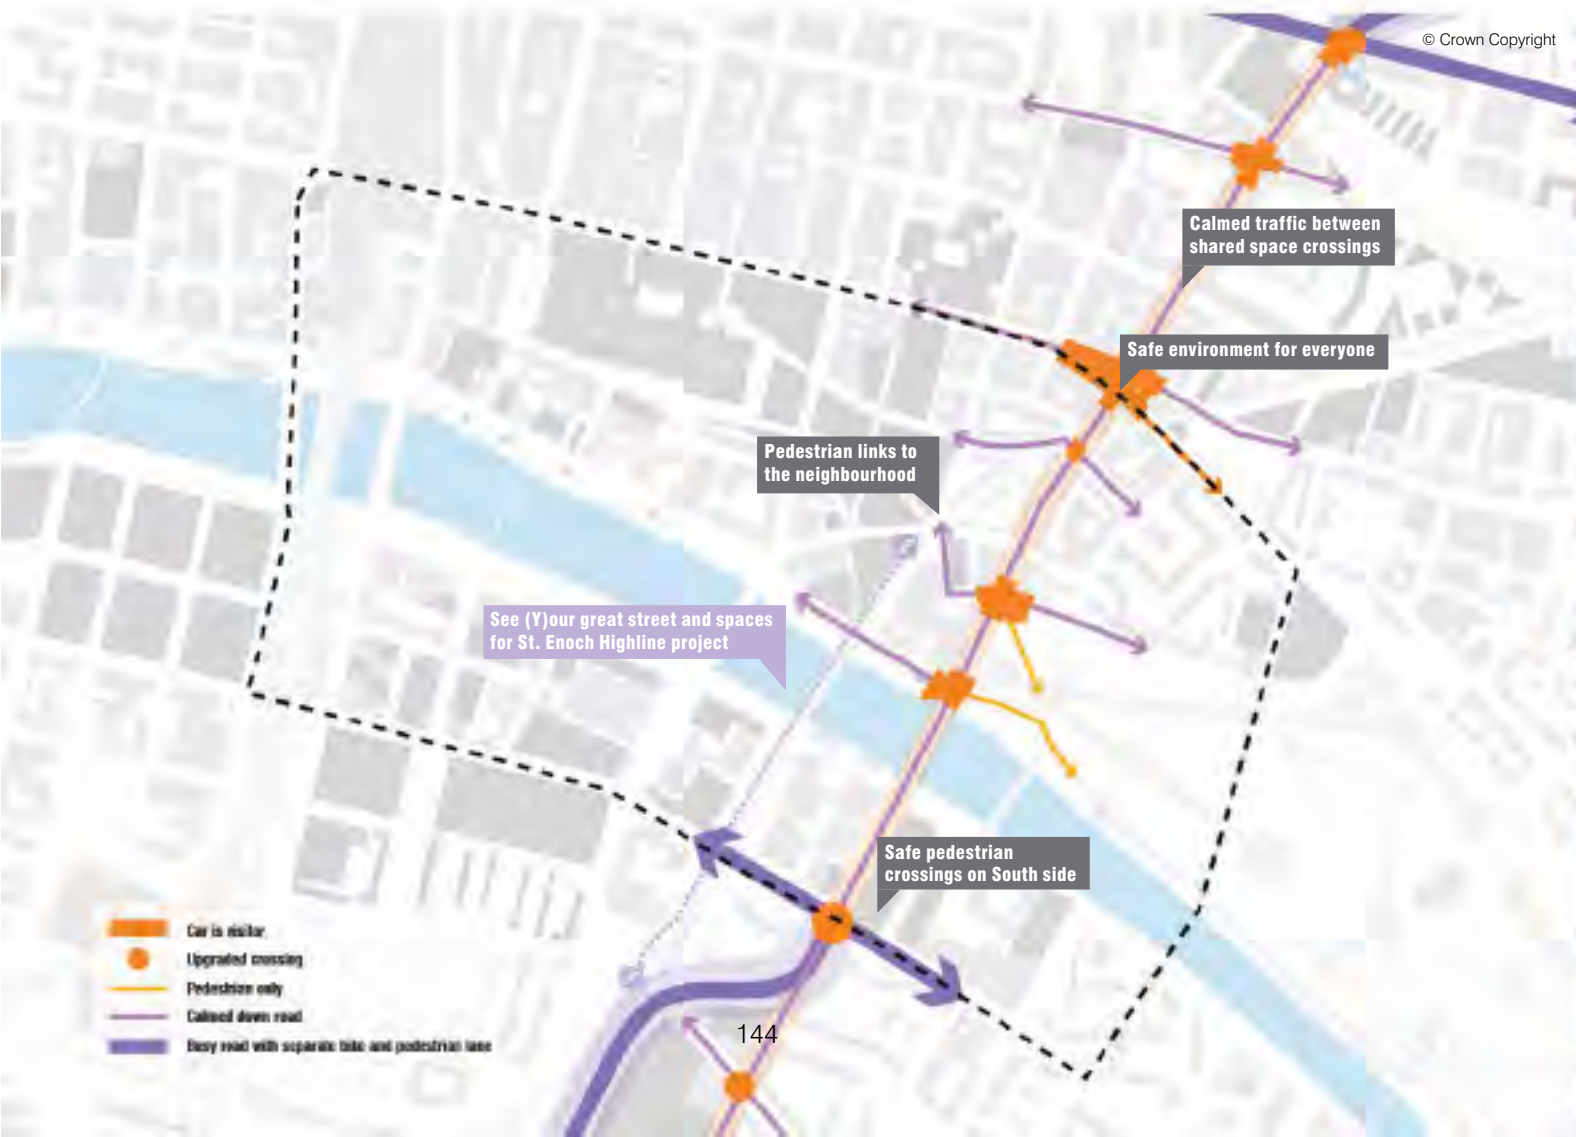 © Crown Copyright
Calmed traffic between
shared space crossings
Safe environment for everyone
Pedestrian links to
the neighbourhood
See (Y)our great street and spaces
for St. Enoch Highline project
Safe pedestrian
crossings on South side
Car is visitor
Upgraded crossing
Pedestrian only
Calmed down road
Busy road with separate bike and pedestrian lane
144